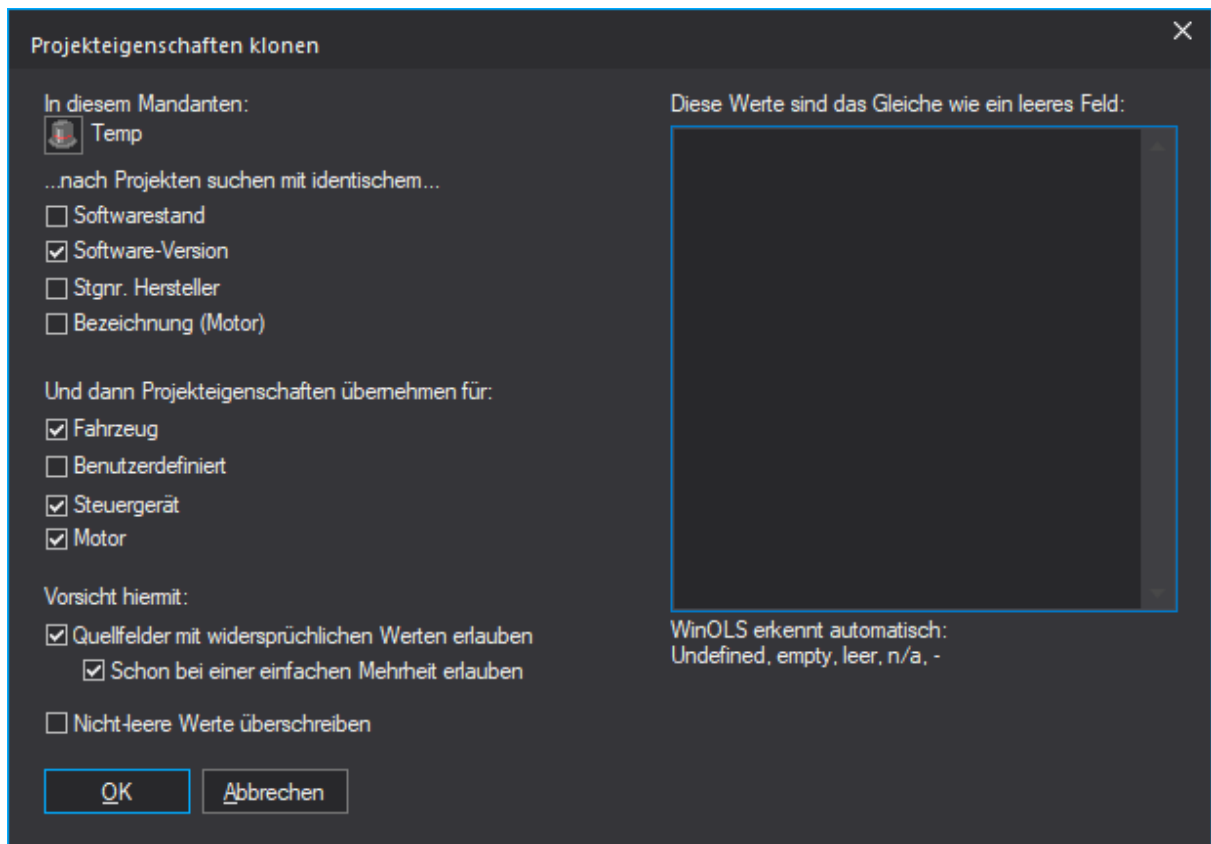 Projekteigenschaften klonen
In diesem Mandanten:
Temp
...nach Projekten suchen mit identischem...
Softwarestand
Software-Version
Stgnr. Hersteller
Bezeichnung (Motor)
Und dann Projekteigenschaften übernehmen für:
Fahrzeug
Benutzerdefiniert
Steuergerät
Motor
Vorsicht hiermit:
Quellfelder mit widersprüchlichen Werten erlauben
Schon bei einer einfachen Mehrheit erlauben
Nicht-leere Werte überschreiben
OK
Abbrechen
Diese Werte sind das Gleiche wie ein leeres Feld:
WinOLS erkennt automatisch:
Undefined, empty, leer, n/a, -